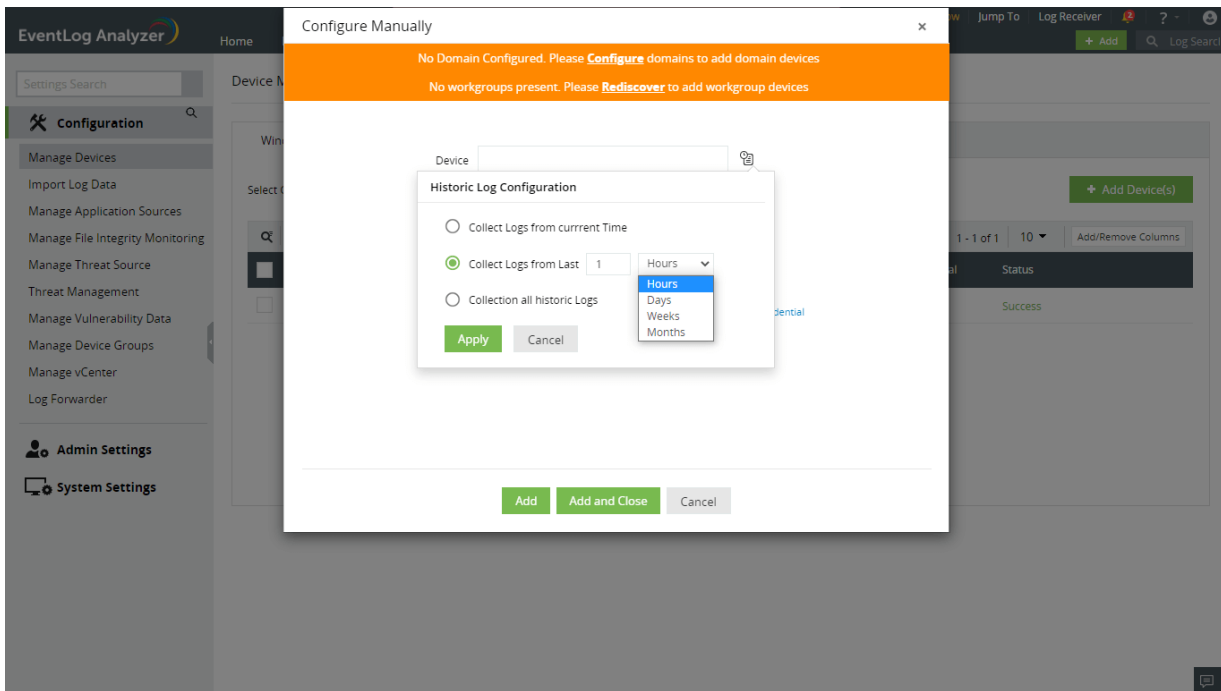 EventLog Analyzer
Home
Jump To
Log Receiver
2
?
+ Add
Log Search
Settings Search
Configuration
Manage Devices
Import Log Data
Manage Application Sources
Manage File Integrity Monitoring
Manage Threat Source
Threat Management
Manage Vulnerability Data
Manage Device Groups
Manage vCenter
Log Forwarder
Admin Settings
System Settings
Device M
Win
Select
+ Add Device(s)
1 - 1 of 1
10
Add/Remove Columns
Status
Success
Configure Manually
×
No Domain Configured. Please Configure domains to add domain devices
No workgroups present. Please Rediscover to add workgroup devices
Device
Historic Log Configuration
Collect Logs from currrent Time
Collect Logs from Last 1 Hours
Hours
Days
Weeks
Months
Collection all historic Logs
dential
Apply
Cancel
Add
Add and Close
Cancel